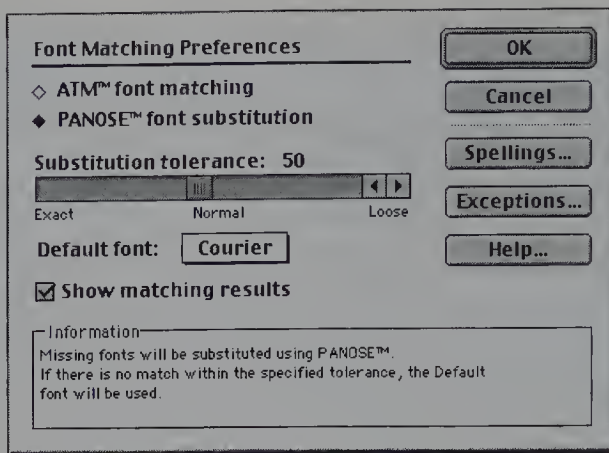 Font Matching Preferences
ATM™ font matching
PANOSE™ font substitution
Substitution tolerance: 50
Exact Normal Loose
Default font: Courier
Show matching results
OK
Cancel
Spellings...
Exceptions...
Help...
Information
Missing fonts will be substituted using PANOSE™.
If there is no match within the specified tolerance, the Default
font will be used.